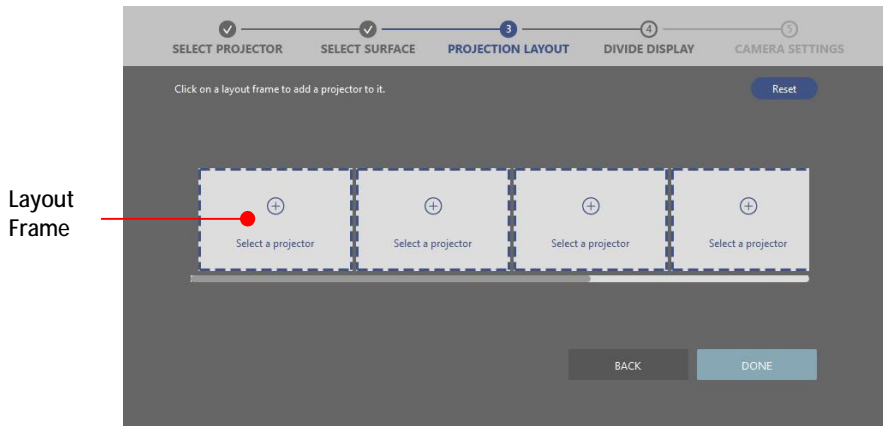 3
4
5
SELECT PROJECTOR
SELECT SURFACE
PROJECTION LAYOUT
DIVIDE DISPLAY
CAMERA SETTINGS
Click on a layout frame to add a projector to it.
Reset
Layout
Frame
Select a projector
Select a projector
Select a projector
Select a projector
BACK
DONE